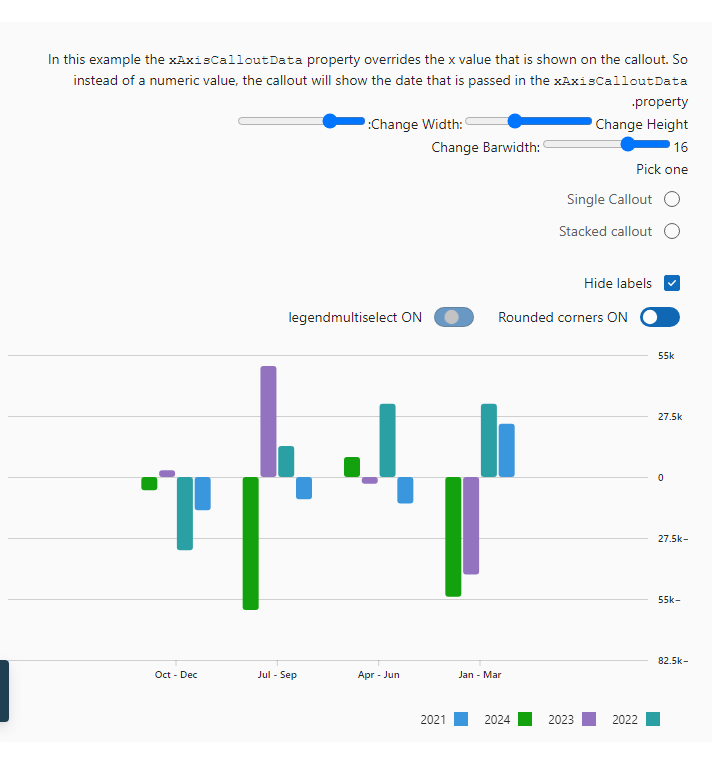 In this example the xAxisCalloutData property overrides the x value that is shown on the callout. So
instead of a numeric value, the callout will show the date that is passed in the xAxisCalloutData
.property
:Change Width: Change Height
Change Barwidth: 16
Pick one
Single Callout
Stacked callout
Hide labels
legendmultiselect ON Rounded corners ON
55k
27.5k
0
27.5k−
55k−
82.5k−
Oct - Dec Jul - Sep Apr - Jun Jan - Mar
2021 2024 2023 2022